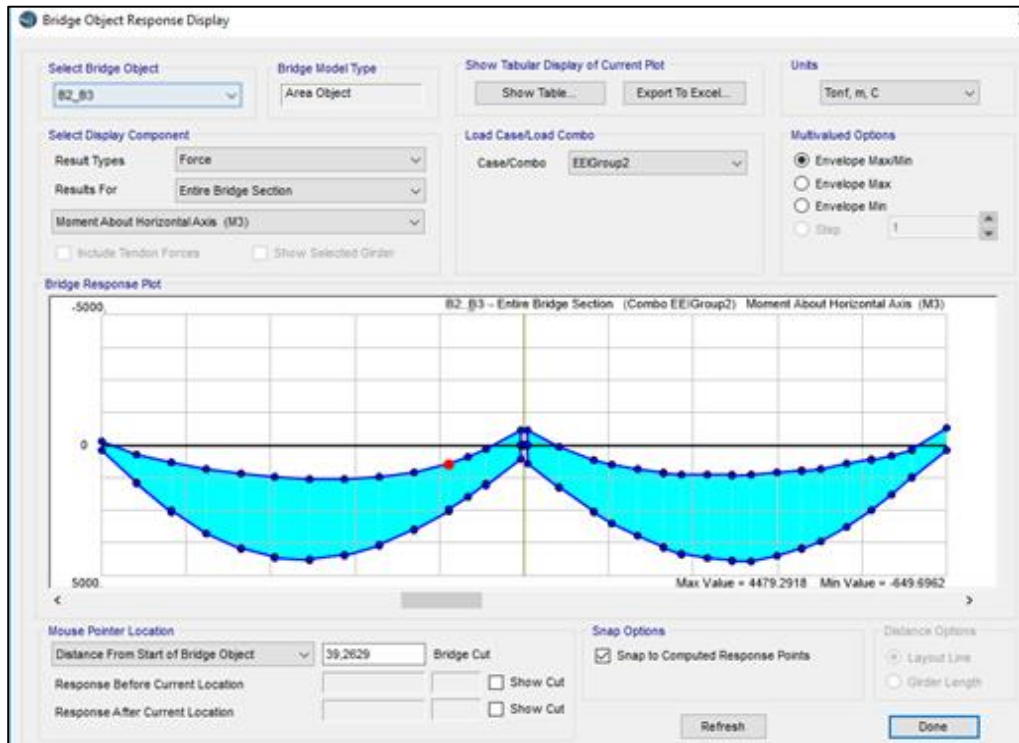 Bridge Object Response Display
Select Bridge Object
B2_B3
Bridge Model Type
Area Object
Show Tabular Display of Current Plot
Show Table...
Export To Excel...
Units
Tonf, m, C
Select Display Component
Result Types
Force
Results For
Entire Bridge Section
Moment About Horizontal Axis (M3)
Include Tendon Forces
Show Selected Girder
Load Case/Load Combo
Case/Combo
EEIGroup2
Multivalued Options
Envelope Max/Min
Envelope Max
Envelope Min
Step
1
Bridge Response Plot
-5000,
B2_B3 - Entire Bridge Section (Combo EEIGroup2) Moment About Horizontal Axis (M3)
0
5000,
Max Value = 4479.2918 Min Value = -649.6962
Mouse Pointer Location
Distance From Start of Bridge Object
39,2629
Bridge Cut
Response Before Current Location
Show Cut
Response After Current Location
Show Cut
Snap Options
Snap to Computed Response Points
Distance Options
Layout Line
Girder Length
Refresh
Done